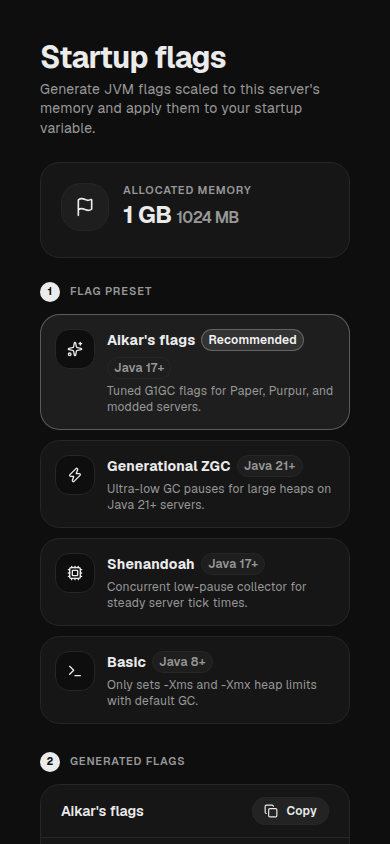 Startup flags
Generate JVM flags scaled to this server's
memory and apply them to your startup
variable.
ALLOCATED MEMORY
1 GB 1024 MB
1 FLAG PRESET
Aikar's flags Recommended
Java 17+
Tuned G1GC flags for Paper, Purpur, and
modded servers.
Generational ZGC Java 21+
Ultra-low GC pauses for large heaps on
Java 21+ servers.
Shenandoah Java 17+
Concurrent low-pause collector for
steady server tick times.
Basic Java 8+
Only sets -Xms and -Xmx heap limits
with default GC.
2 GENERATED FLAGS
Aikar's flags Copy